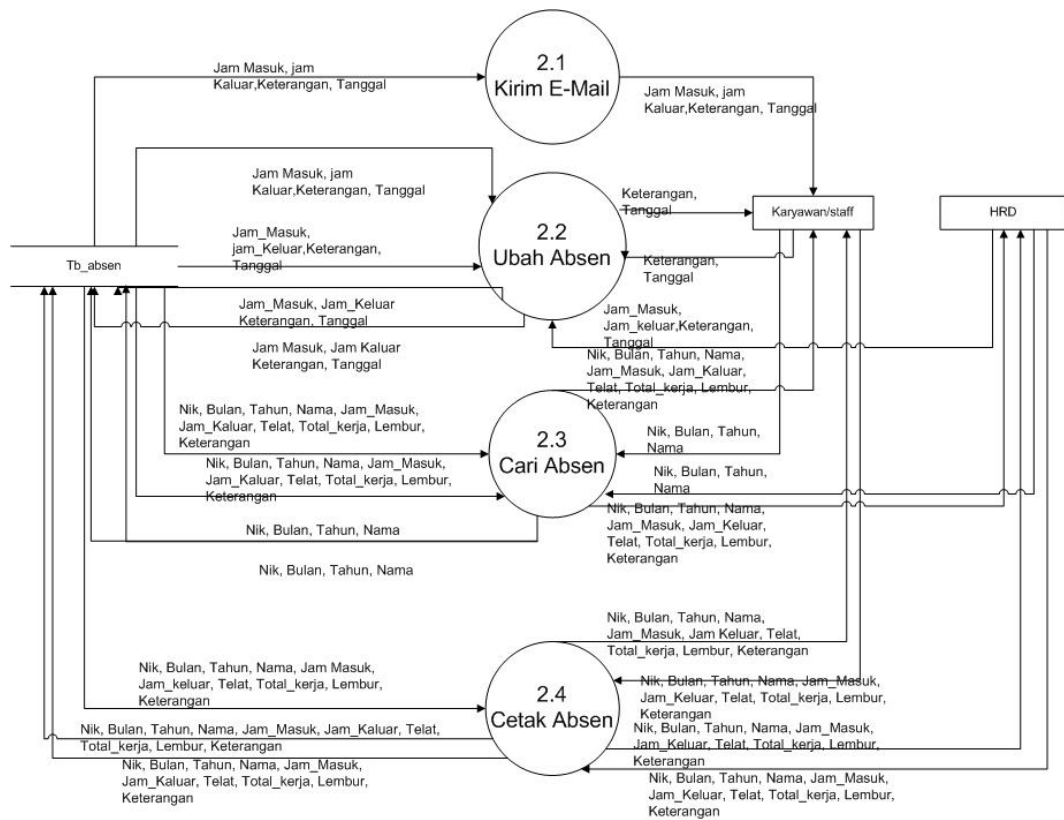 2.1
Kirim E-Mail
Jam Masuk, jam
Kaluar,Keterangan, Tanggal
Jam Masuk, jam
Kaluar,Keterangan, Tanggal
Jam Masuk, jam
Kaluar,Keterangan, Tanggal
2.2
Ubah Absen
Keterangan,
Tanggal
Karyawan/staff
HRD
Jam_Masuk,
jam_Keluar,Keterangan,
Tanggal
Tb_absen
Keterangan,
Tanggal
Jam_Masuk, Jam_Keluar
Keterangan, Tanggal
Jam_Masuk,
Jam_keluar,Keterangan,
Tanggal
Jam Masuk, Jam Kaluar
Keterangan, Tanggal
Nik, Bulan, Tahun, Nama,
Jam_Masuk, Jam_Kaluar,
Telat, Total_kerja, Lembur,
Keterangan
Nik, Bulan, Tahun, Nama, Jam_Masuk,
Jam_Kaluar, Telat, Total_kerja, Lembur,
Keterangan
2.3
Cari Absen
Nik, Bulan, Tahun,
Nama
Nik, Bulan, Tahun, Nama, Jam_Masuk,
Jam_Kaluar, Telat, Total_kerja, Lembur,
Keterangan
Nik, Bulan, Tahun,
Nama
Nik, Bulan, Tahun, Nama
Nik, Bulan, Tahun, Nama,
Jam_Masuk, Jam_Keluar,
Telat, Total_kerja, Lembur,
Keterangan
Nik, Bulan, Tahun, Nama
Nik, Bulan, Tahun, Nama,
Jam_Masuk, Jam Keluar, Telat,
Total_kerja, Lembur, Keterangan
Nik, Bulan, Tahun, Nama, Jam Masuk,
Jam_keluar, Telat, Total_kerja, Lembur,
Keterangan
2.4
Cetak Absen
Nik, Bulan, Tahun, Nama, Jam_Masuk,
Jam_Keluar, Telat, Total_kerja, Lembur,
Keterangan
Nik, Bulan, Tahun, Nama, Jam_Masuk, Jam_Kaluar, Telat,
Total_kerja, Lembur, Keterangan
Nik, Bulan, Tahun, Nama, Jam_Masuk,
Jam_Keluar, Telat, Total_kerja, Lembur,
Keterangan
Nik, Bulan, Tahun, Nama, Jam_Masuk,
Jam_Kaluar, Telat, Total_kerja, Lembur,
Keterangan
Nik, Bulan, Tahun, Nama, Jam_Masuk,
Jam_Keluar, Telat, Total_kerja, Lembur,
Keterangan